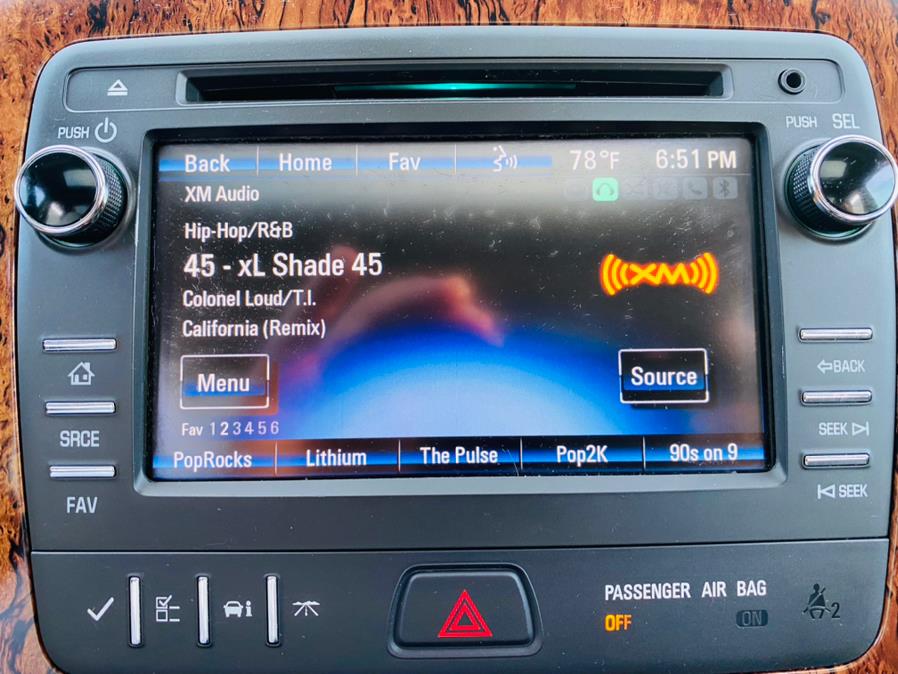 PUSH
PUSH SEL
Back Home Fav 78°F 6:51 PM
XM Audio
Hip-Hop/R&B
45 - xL Shade 45
((XM))
Colonel Loud/T.I.
California (Remix)
Menu
Source
BACK
Fav 1 2 3 4 5 6
SRCE
SEEK
PopRocks Lithium The Pulse Pop2K 90s on 9
FAV
SEEK
PASSENGER AIR BAG
OFF ON
2